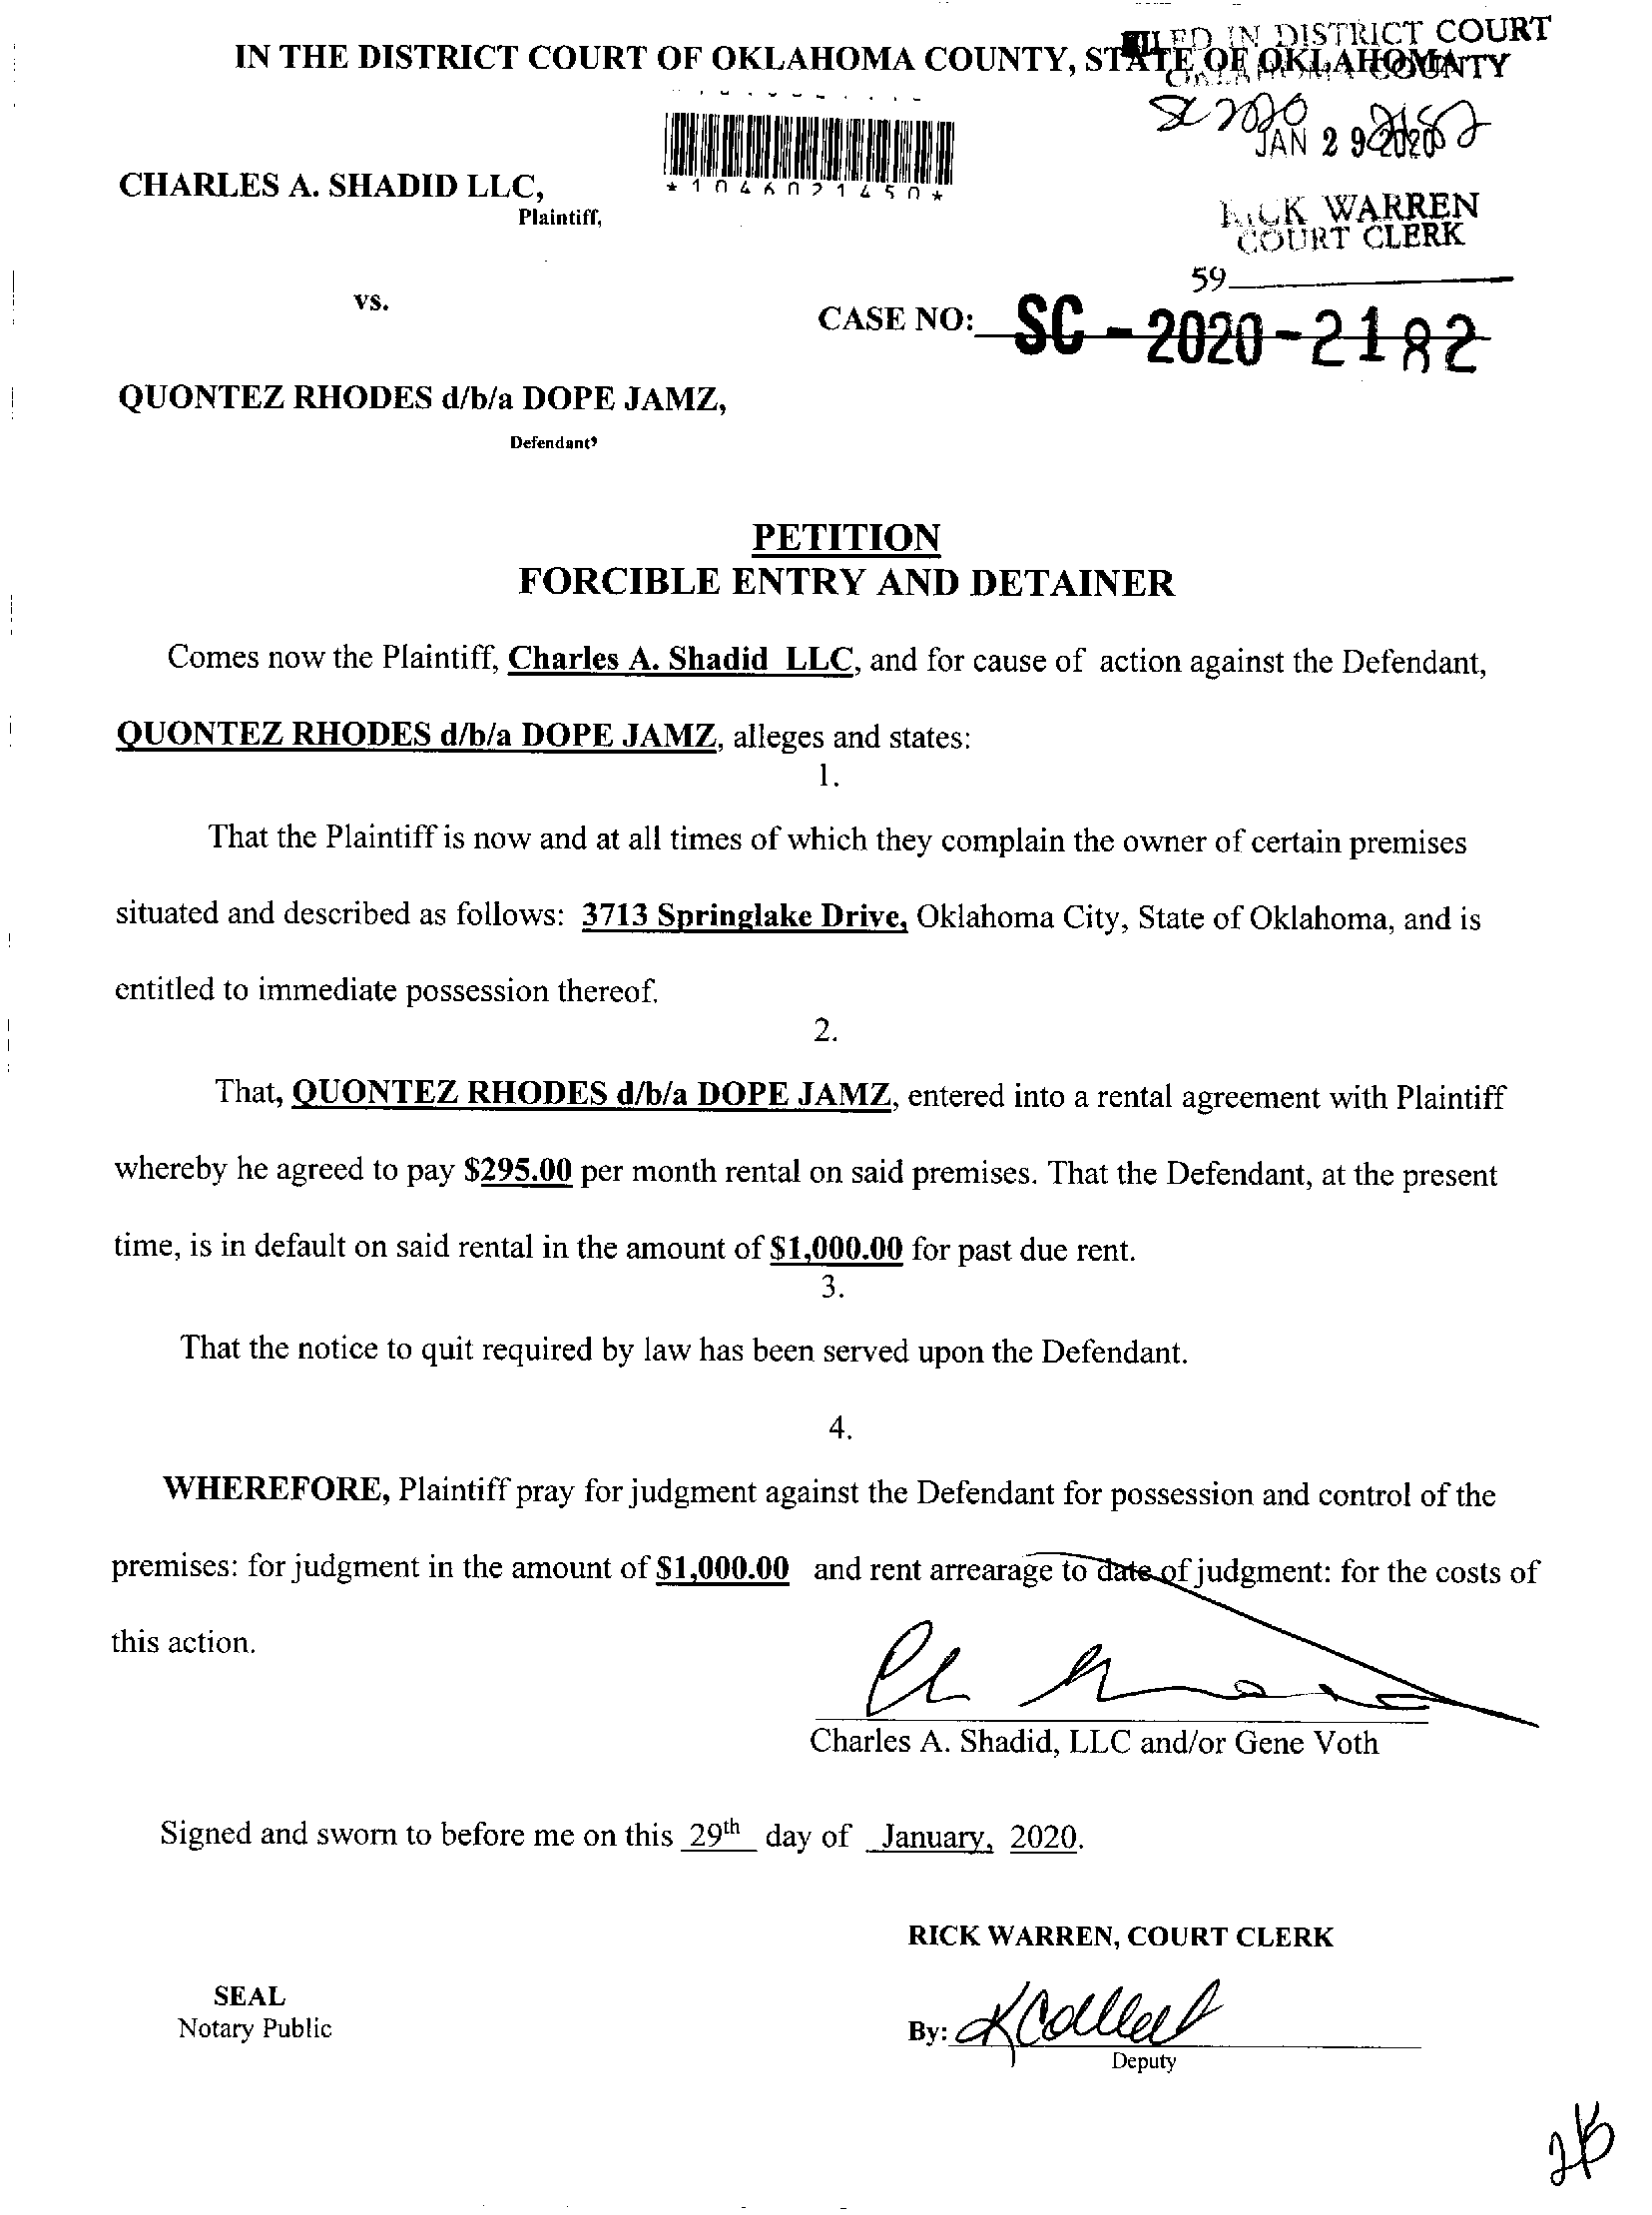 IN THE DISTRICT COURT OF OKLAHOMA COUNTY, STATE OF OKLAHOMA
FILED IN DISTRICT COURT
OKLAHOMA COUNTY
SC 2020 2182
JAN 29 2020
*1046021450*
CHARLES A. SHADID LLC,
Plaintiff,
RICK WARREN
COURT CLERK
59
vs.
CASE NO: SC - 2020 - 2182
QUONTEZ RHODES d/b/a DOPE JAMZ,
Defendant,
PETITION
FORCIBLE ENTRY AND DETAINER
Comes now the Plaintiff, Charles A. Shadid LLC, and for cause of action against the Defendant,
QUONTEZ RHODES d/b/a DOPE JAMZ, alleges and states:
1.
That the Plaintiff is now and at all times of which they complain the owner of certain premises
situated and described as follows: 3713 Springlake Drive, Oklahoma City, State of Oklahoma, and is
entitled to immediate possession thereof.
2.
That, QUONTEZ RHODES d/b/a DOPE JAMZ, entered into a rental agreement with Plaintiff
whereby he agreed to pay $295.00 per month rental on said premises. That the Defendant, at the present
time, is in default on said rental in the amount of $1,000.00 for past due rent.
3.
That the notice to quit required by law has been served upon the Defendant.
4.
WHEREFORE, Plaintiff pray for judgment against the Defendant for possession and control of the
premises: for judgment in the amount of $1,000.00 and rent arrearage to date of judgment: for the costs of
this action.
Charles A. Shadid, LLC and/or Gene Voth
Signed and sworn to before me on this 29th day of January, 2020.
RICK WARREN, COURT CLERK
SEAL
Notary Public
By:
Deputy